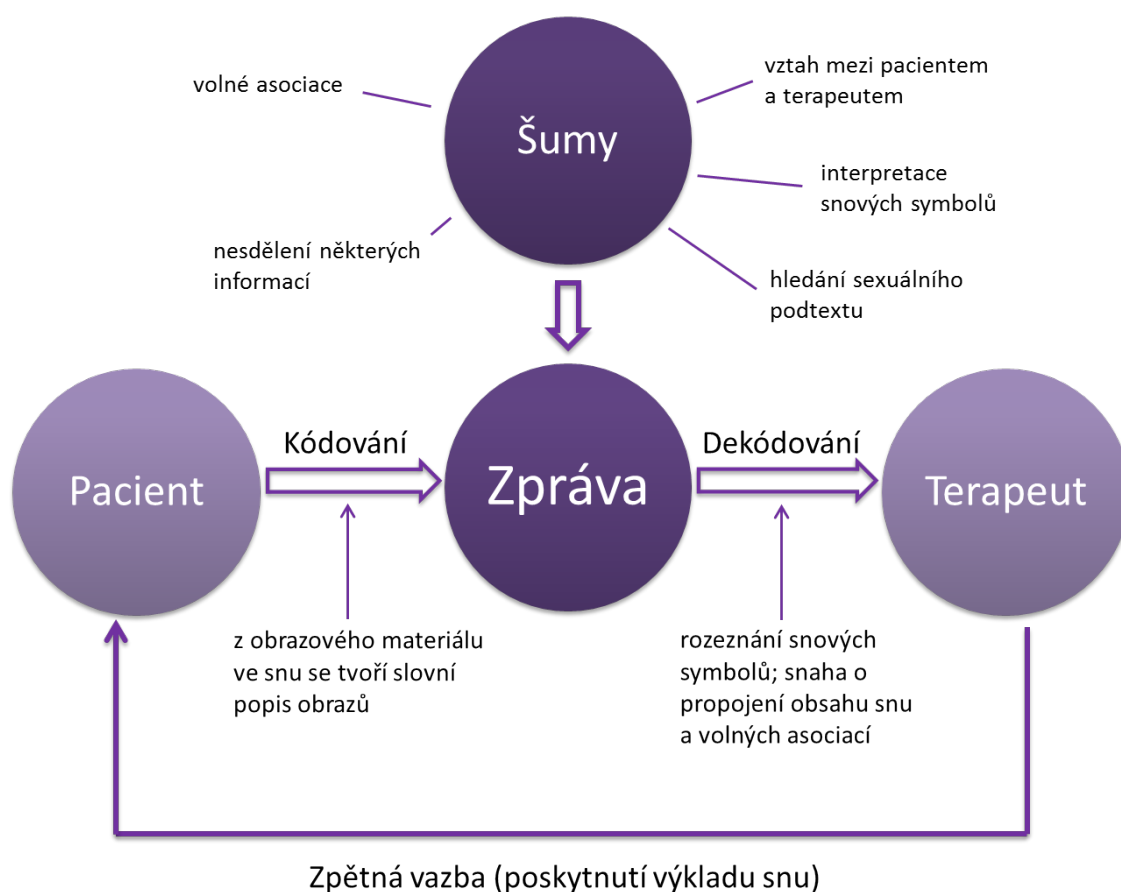 volné asociace
vztah mezi pacientem
a terapeutem
Šumy
interpretace
snových symbolů
nesdělení některých
informací
hledání sexuálního
podtextu
Kódování
Dekódování
Pacient
Zpráva
Terapeut
z obrazového materiálu
ve snu se tvoří slovní
popis obrazů
rozeznání snových
symbolů; snaha o
propojení obsahu snu
a volných asociací
Zpětná vazba (poskytnutí výkladu snu)